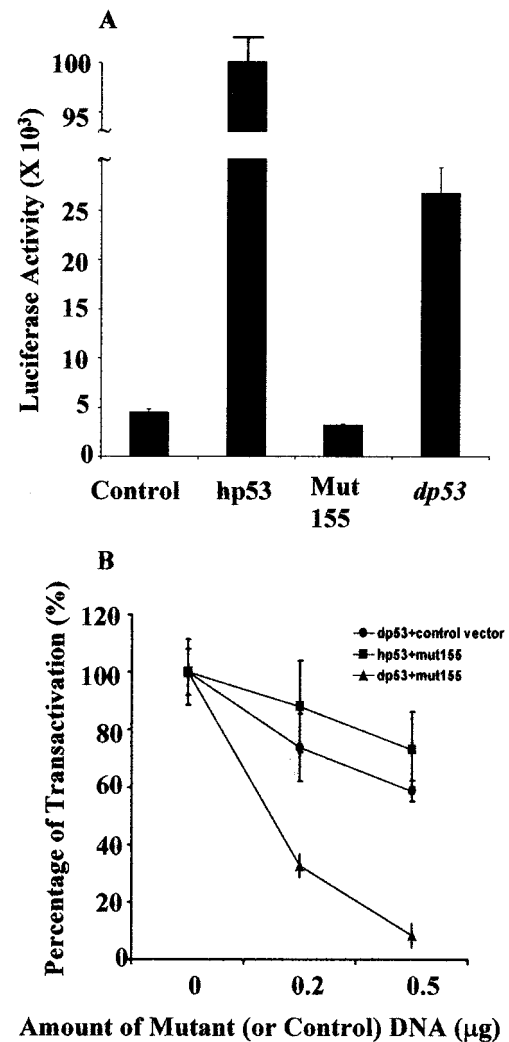 A
Luciferase Activity (X 10³)
100
95
~
~
25
20
15
10
5
0
Control
hp53
Mut
155
dp53
B
Percentage of Transactivation (%)
120
100
80
60
40
20
0
dp53+control vector
hp53+mut155
dp53+mut155
0
0.2
0.5
Amount of Mutant (or Control) DNA (µg)